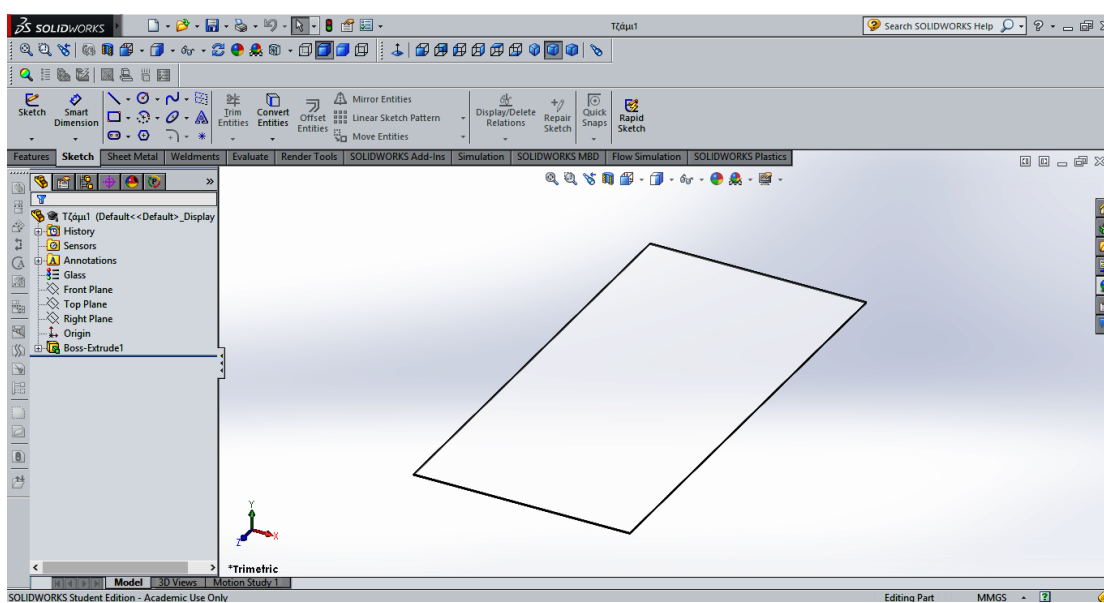 SOLIDWORKS
Τζάμι1
Search SOLIDWORKS Help
Sketch
Smart Dimension
Trim Entities
Convert Entities
Offset Entities
Mirror Entities
Linear Sketch Pattern
Move Entities
Display/Delete Relations
Repair Sketch
Quick Snaps
Rapid Sketch
Features Sketch Sheet Metal Weldments Evaluate Render Tools SOLIDWORKS Add-Ins Simulation SOLIDWORKS MBD Flow Simulation SOLIDWORKS Plastics
Τζάμι1 (Default<<Default>_Display
History
Sensors
Annotations
Glass
Front Plane
Top Plane
Right Plane
Origin
Boss-Extrude1
Y
X
Z
*Trimetric
Model 3D Views Motion Study 1
SOLIDWORKS Student Edition - Academic Use Only
Editing Part MMGS